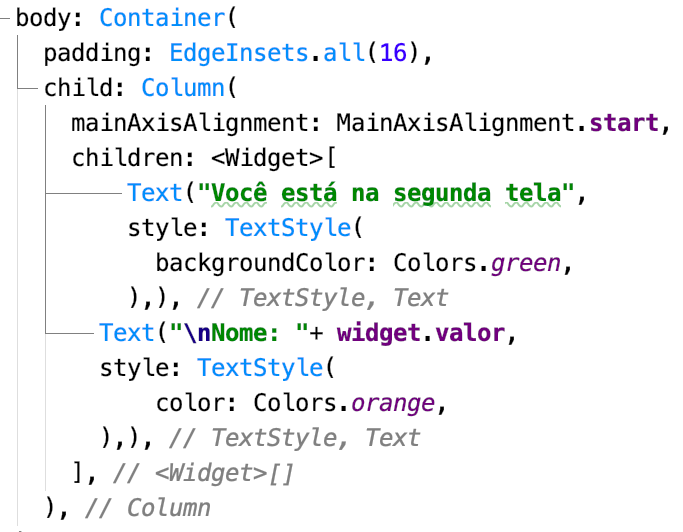 body: Container(
padding: EdgeInsets.all(16),
child: Column(
mainAxisAlignment: MainAxisAlignment.start,
children: <Widget>[
Text("Você está na segunda tela",
style: TextStyle(
backgroundColor: Colors.green,
),), // TextStyle, Text
Text("\nNome: "+ widget.valor,
style: TextStyle(
color: Colors.orange,
),), // TextStyle, Text
], // <Widget>[]
), // Column